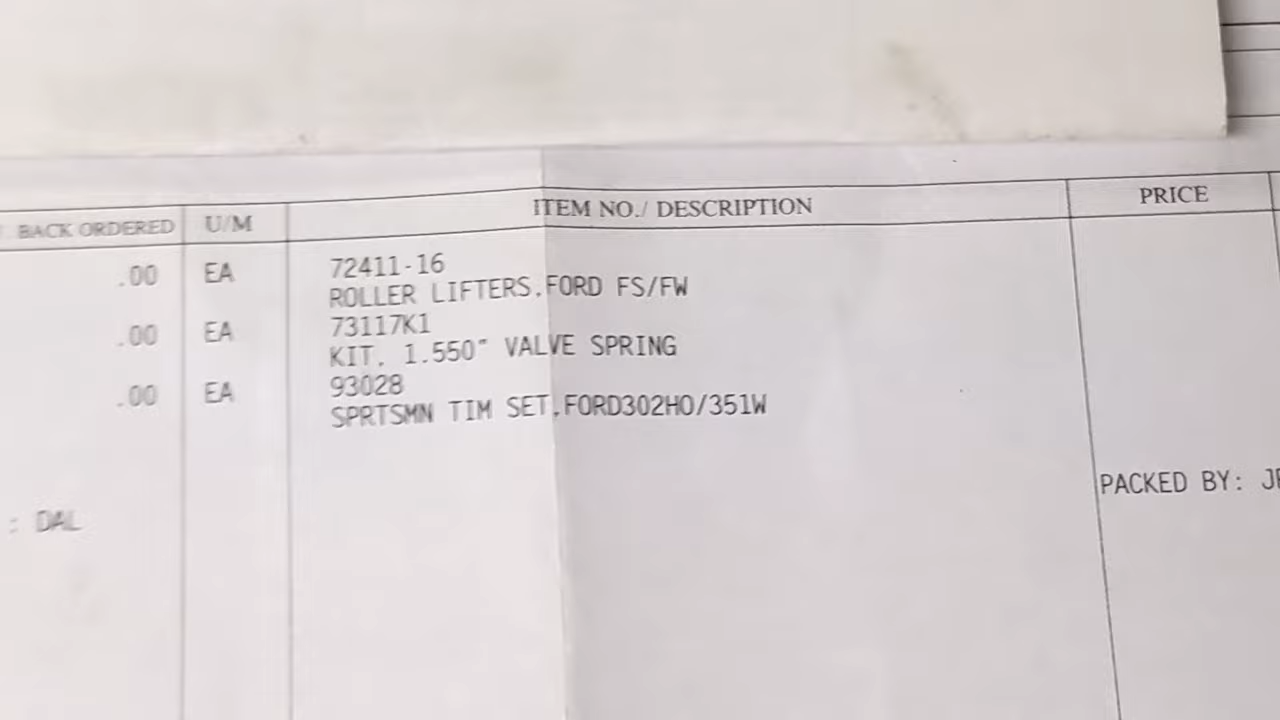 BACK ORDERED U/M ITEM NO./ DESCRIPTION PRICE
.00 EA 72411-16
ROLLER LIFTERS,FORD FS/FW
.00 EA 73117K1
KIT, 1.550" VALVE SPRING
.00 EA 93028
SPRTSMN TIM SET,FORD302HO/351W
PACKED BY:
: DAL